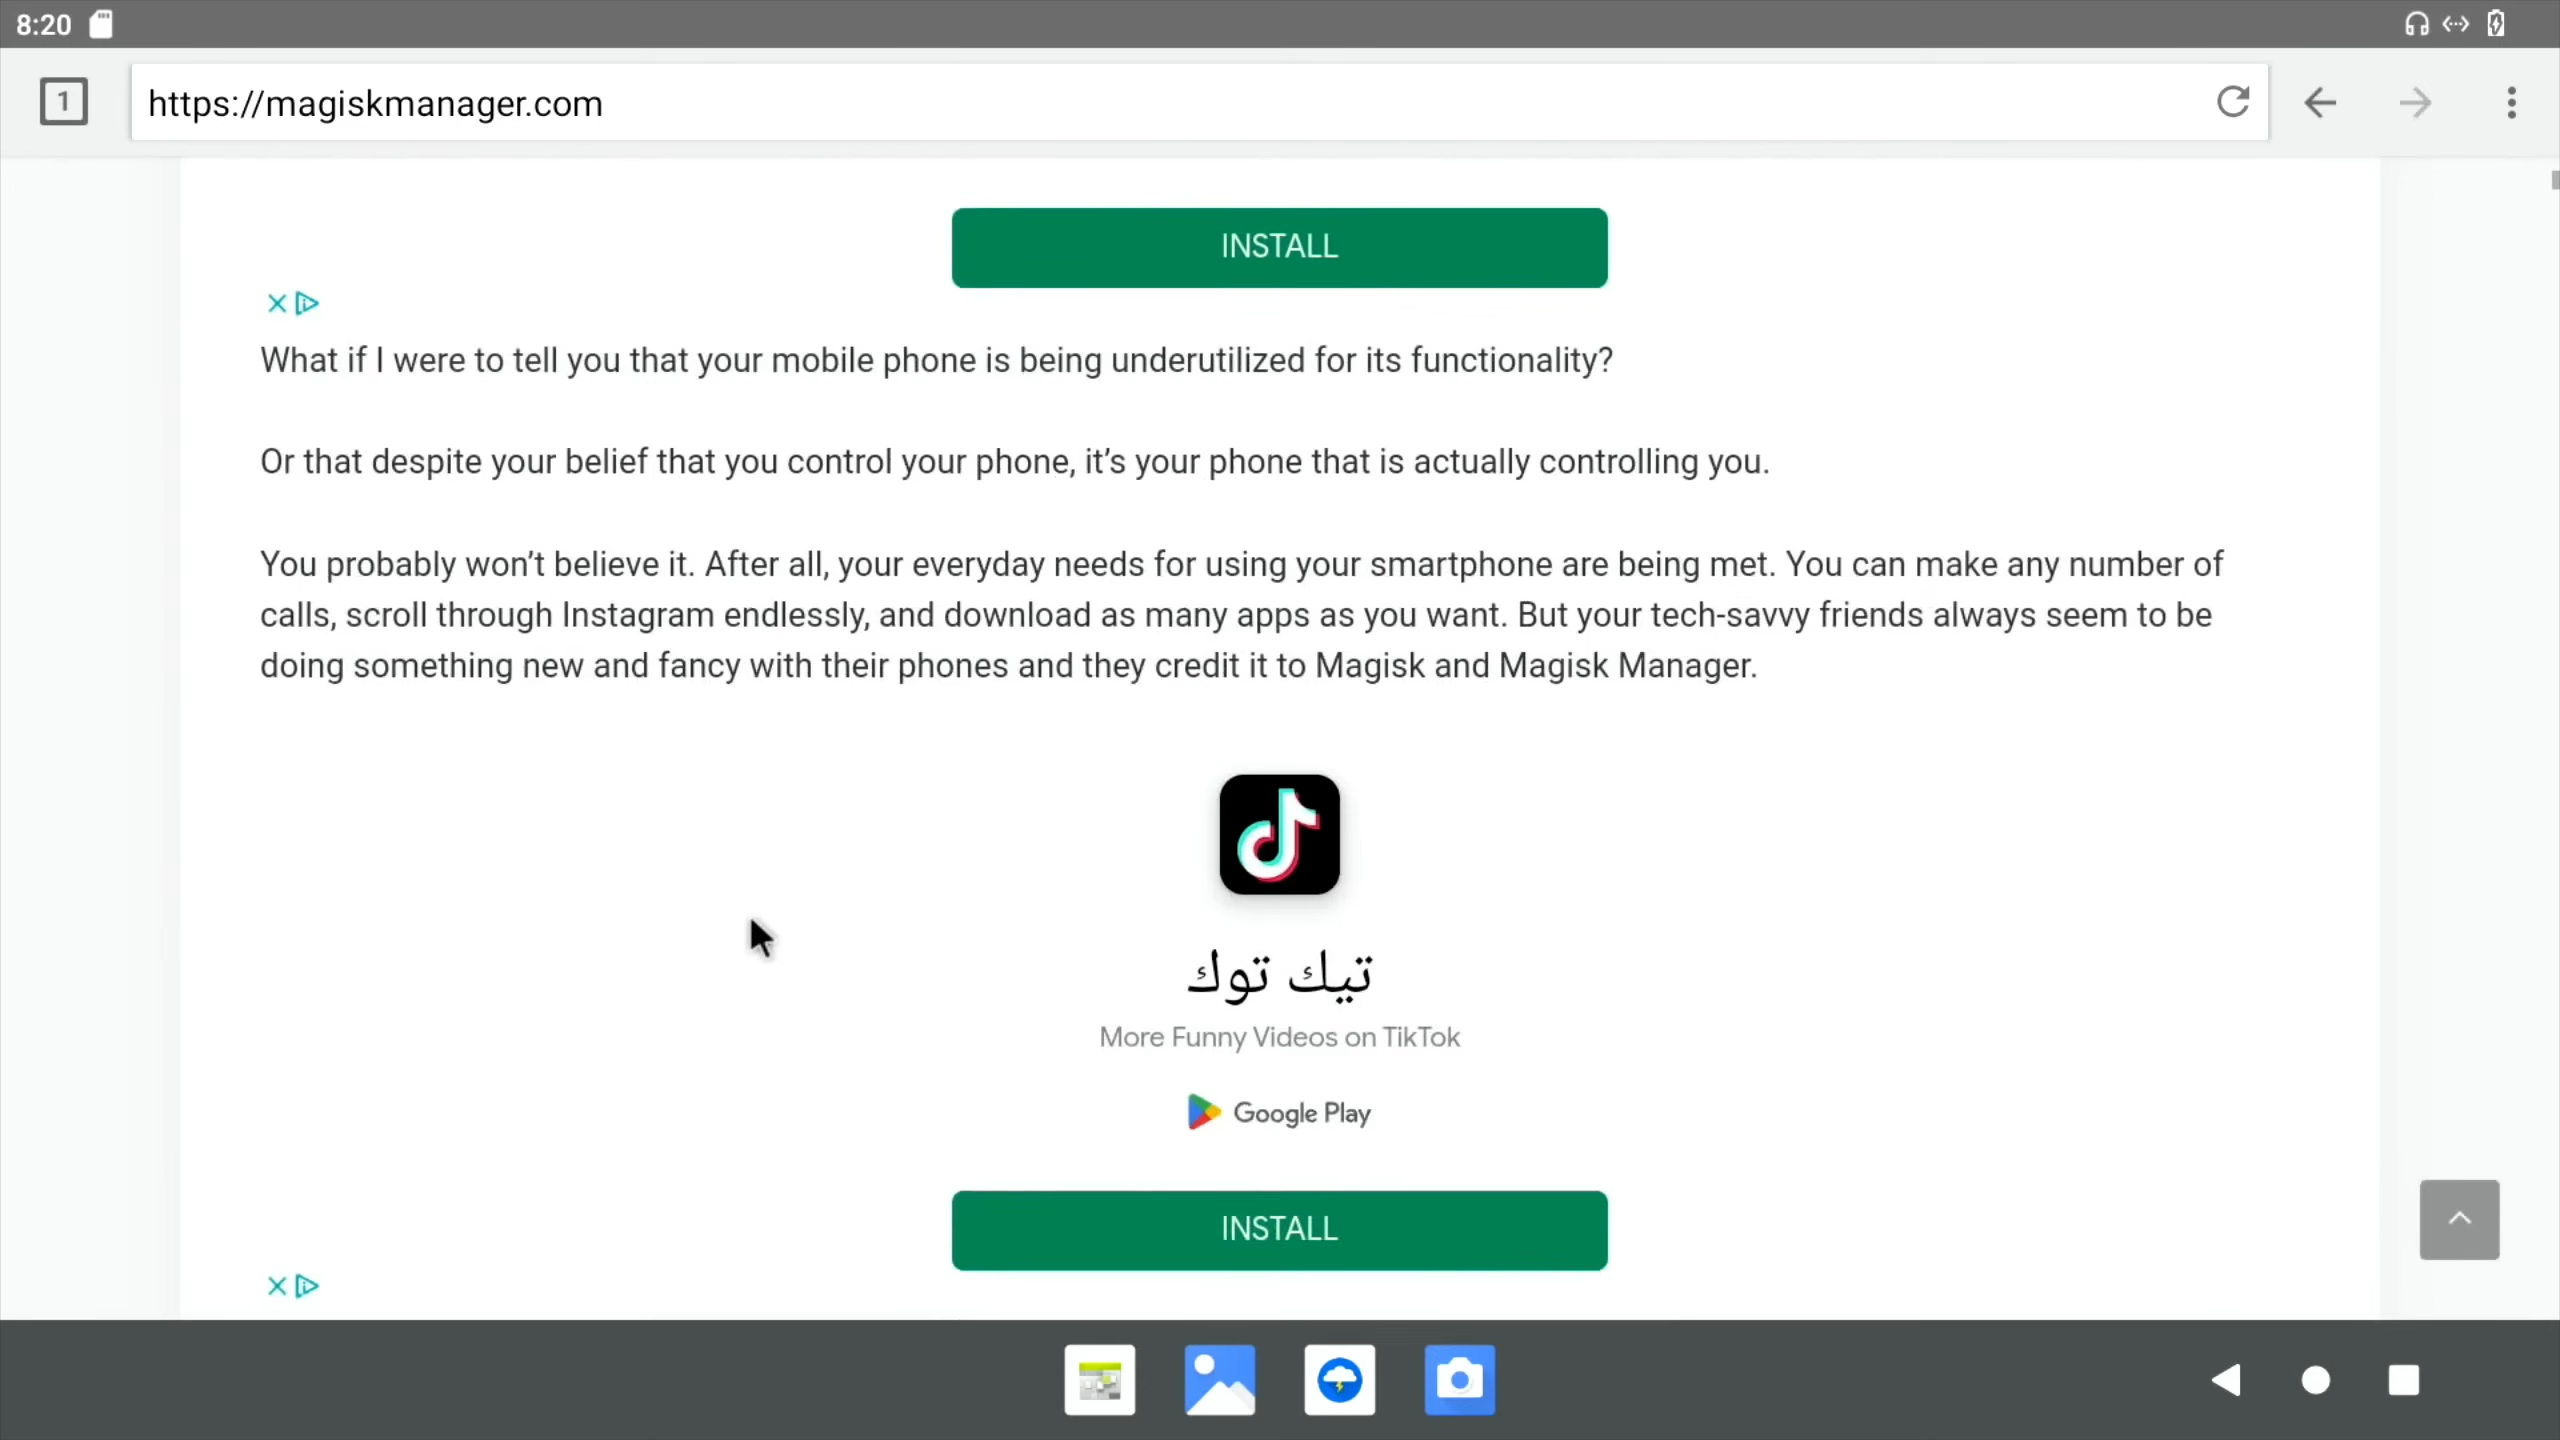 8:20
1
https://magiskmanager.com
INSTALL
What if I were to tell you that your mobile phone is being underutilized for its functionality?
Or that despite your belief that you control your phone, it’s your phone that is actually controlling you.
You probably won’t believe it. After all, your everyday needs for using your smartphone are being met. You can make any number of
calls, scroll through Instagram endlessly, and download as many apps as you want. But your tech-savvy friends always seem to be
doing something new and fancy with their phones and they credit it to Magisk and Magisk Manager.
تيك توك
More Funny Videos on TikTok
Google Play
INSTALL